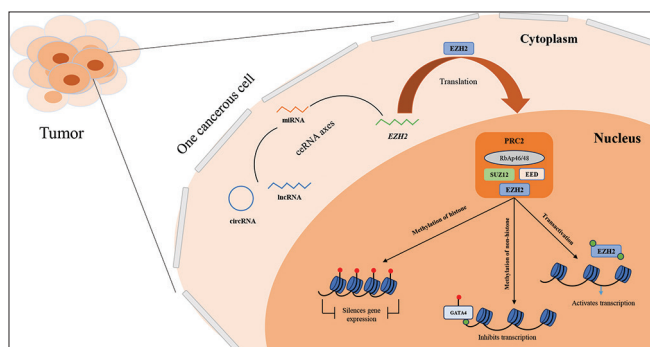 Tumor
One cancerous cell
Cytoplasm
EZH2
Translation
miRNA
ceRNA axes
EZH2
circRNA
lncRNA
Nucleus
PRC2
RbAp46/48
SUZ12
EED
EZH2
Methylation of histone
Methylation of non-histone
Transactivation
Silences gene
expression
GATA4
Inhibits transcription
EZH2
Activates transcription